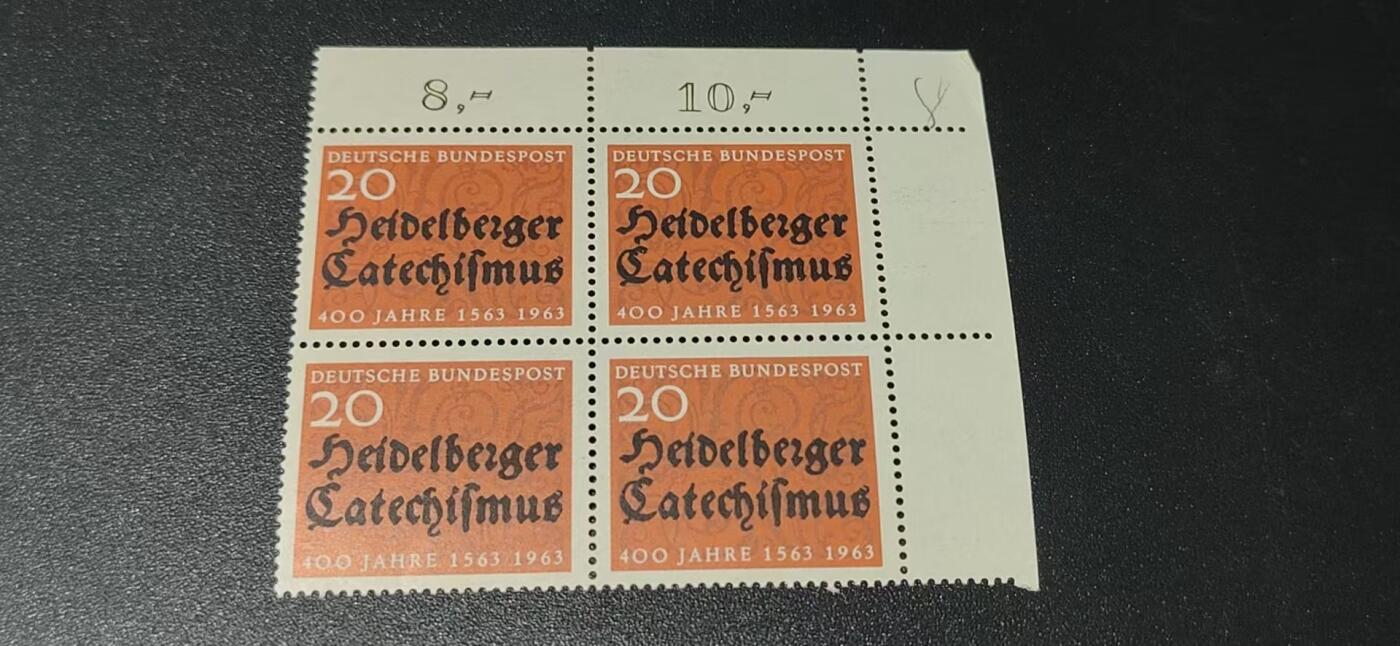 8,- 10,-
DEUTSCHE BUNDESPOST
20
Heidelberger
Catechiſmus
400 JAHRE 1563 1963
DEUTSCHE BUNDESPOST
20
Heidelberger
Catechiſmus
400 JAHRE 1563 1963
DEUTSCHE BUNDESPOST
20
Heidelberger
Catechiſmus
400 JAHRE 1563 1963
DEUTSCHE BUNDESPOST
20
Heidelberger
Catechiſmus
400 JAHRE 1563 1963